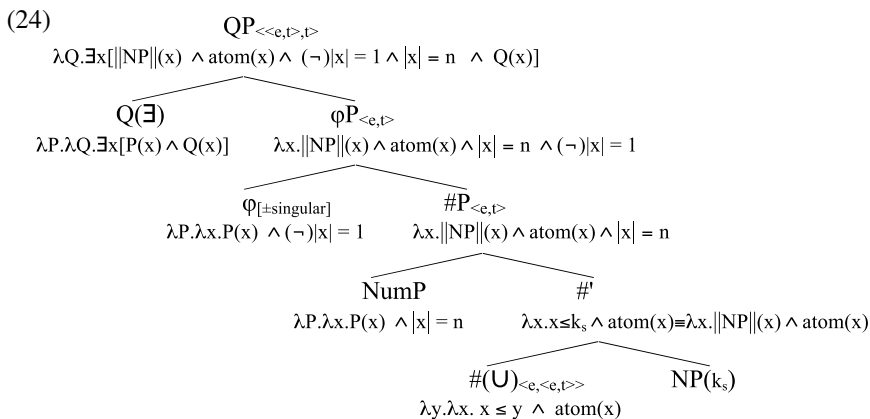 (24)
QP<<e,t>,t>
λQ.∃x[||NP||(x) ∧ atom(x) ∧ (¬)|x| = 1 ∧ |x| = n ∧ Q(x)]
Q(∃) φP<e,t>
λP.λQ.∃x[P(x) ∧ Q(x)] λx.||NP||(x) ∧ atom(x) ∧ |x| = n ∧ (¬)|x| = 1
φ[±singular] #P<e,t>
λP.λx.P(x) ∧ (¬)|x| = 1 λx.||NP||(x) ∧ atom(x) ∧ |x| = n
NumP #'
λP.λx.P(x) ∧ |x| = n λx.x≤ks ∧ atom(x)≡λx.||NP||(x) ∧ atom(x)
#(∪)<e,<e,t>> NP(ks)
λy.λx. x ≤ y ∧ atom(x)